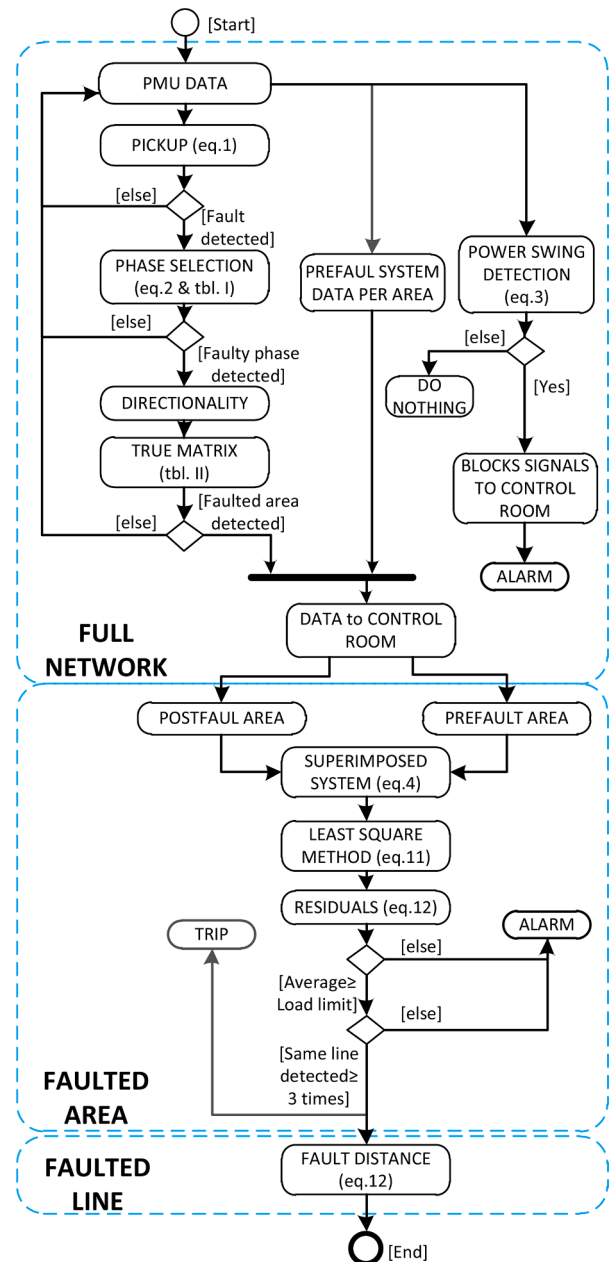 [Start]
PMU DATA
PICKUP (eq.1)
[else]
[Fault
detected]
PHASE SELECTION
(eq.2 & tbl. I)
PREFAUL SYSTEM
DATA PER AREA
POWER SWING
DETECTION
(eq.3)
[else]
[Faulty phase
detected]
[else]
DO
NOTHING
[Yes]
DIRECTIONALITY
TRUE MATRIX
(tbl. II)
BLOCKS SIGNALS
TO CONTROL
ROOM
[Faulted area
detected]
[else]
ALARM
DATA to CONTROL
ROOM
FULL
NETWORK
POSTFAUL AREA
PREFAULT AREA
SUPERIMPOSED
SYSTEM (eq.4)
LEAST SQUARE
METHOD (eq.11)
RESIDUALS (eq.12)
TRIP
ALARM
[else]
[Average≥
Load limit]
[else]
[Same line
detected≥
3 times]
FAULTED
AREA
FAULTED
LINE
FAULT DISTANCE
(eq.12)
[End]